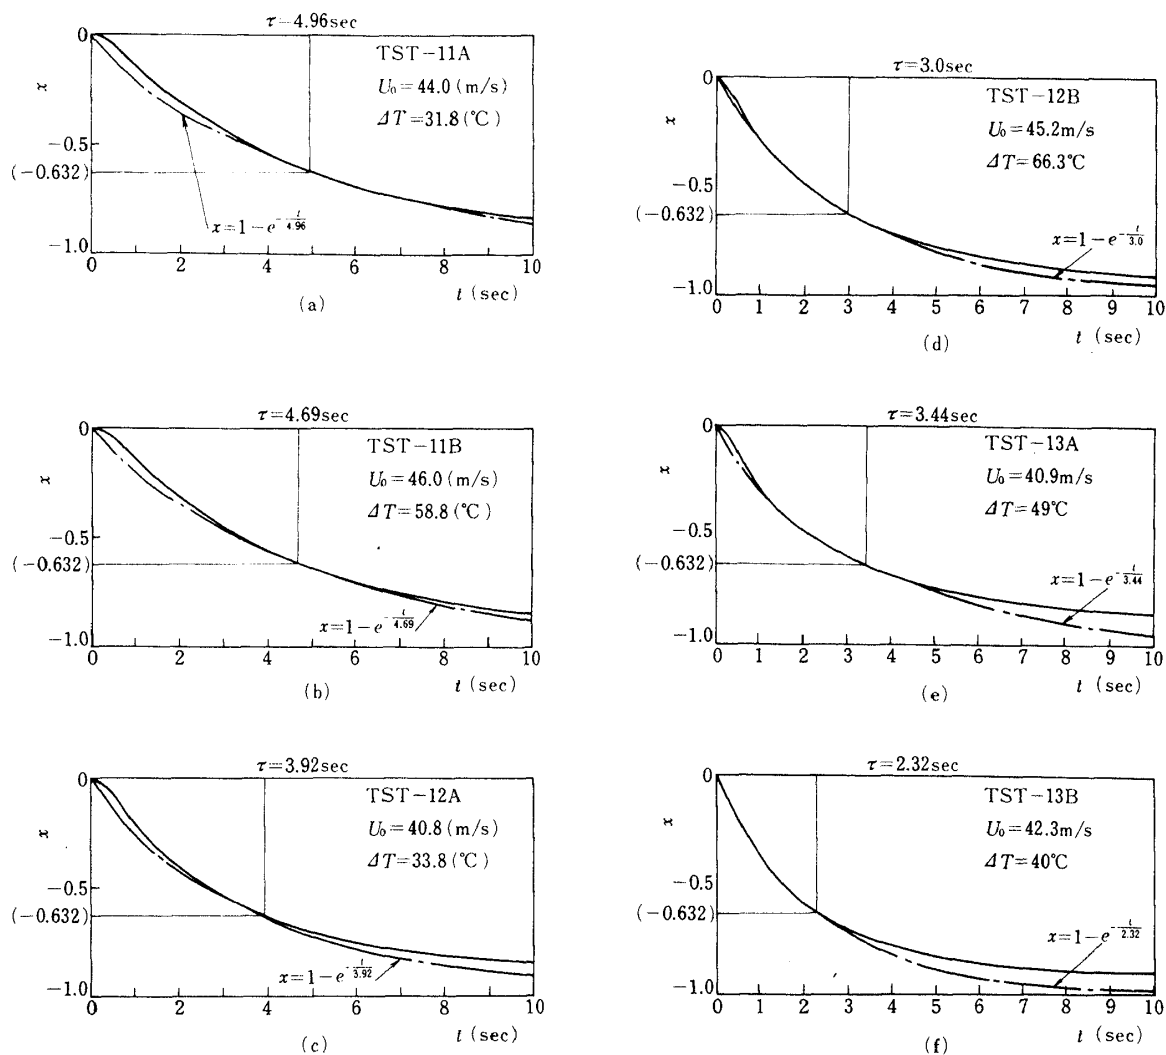 τ=4.96sec
TST-11A
U₀=44.0(m/s)
ΔT=31.8(℃)
x
0
-0.5
(-0.632)
-1.0
x=1-e^{-t/4.96}
0 2 4 6 8 10
t (sec)
(a)
τ=4.69sec
TST-11B
U₀=46.0(m/s)
ΔT=58.8(℃)
x
0
-0.5
(-0.632)
-1.0
x=1-e^{-t/4.69}
0 2 4 6 8 10
t (sec)
(b)
τ=3.92sec
TST-12A
U₀=40.8(m/s)
ΔT=33.8(℃)
x
0
-0.5
(-0.632)
-1.0
x=1-e^{-t/3.92}
0 2 4 6 8 10
t (sec)
(c)
τ=3.0sec
TST-12B
U₀=45.2m/s
ΔT=66.3℃
x
0
-0.5
(-0.632)
-1.0
x=1-e^{-t/3.0}
0 1 2 3 4 5 6 7 8 9 10
t (sec)
(d)
τ=3.44sec
TST-13A
U₀=40.9m/s
ΔT=49℃
x
0
-0.5
(-0.632)
-1.0
x=1-e^{-t/3.44}
0 1 2 3 4 5 6 7 8 9 10
t (sec)
(e)
τ=2.32sec
TST-13B
U₀=42.3m/s
ΔT=40℃
x
0
-0.5
(-0.632)
-1.0
x=1-e^{-t/2.32}
0 1 2 3 4 5 6 7 8 9 10
t (sec)
(f)